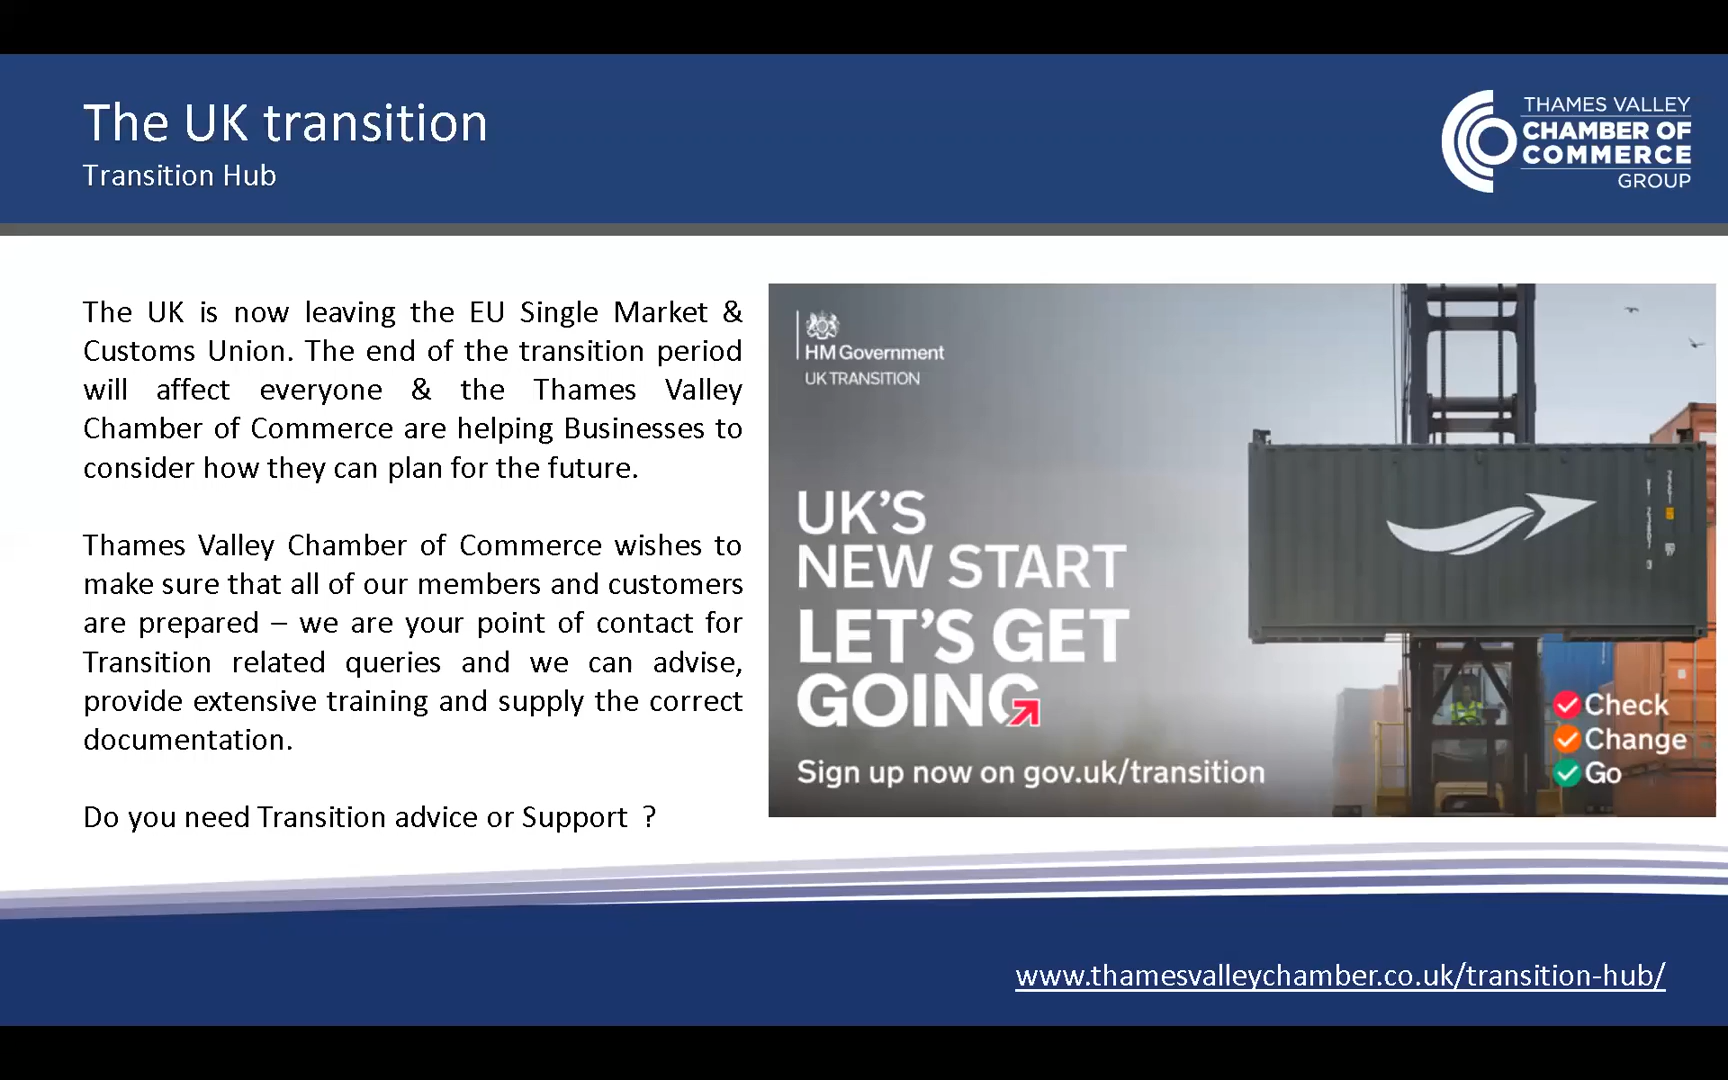 The UK transition
Transition Hub
THAMES VALLEY
CHAMBER OF
COMMERCE
GROUP
The UK is now leaving the EU Single Market &
Customs Union. The end of the transition period
will affect everyone & the Thames Valley
Chamber of Commerce are helping Businesses to
consider how they can plan for the future.
Thames Valley Chamber of Commerce wishes to
make sure that all of our members and customers
are prepared – we are your point of contact for
Transition related queries and we can advise,
provide extensive training and supply the correct
documentation.
Do you need Transition advice or Support ?
HM Government
UK TRANSITION
UK'S
NEW START
LET'S GET
GOING
Sign up now on gov.uk/transition
Check
Change
Go
www.thamesvalleychamber.co.uk/transition-hub/